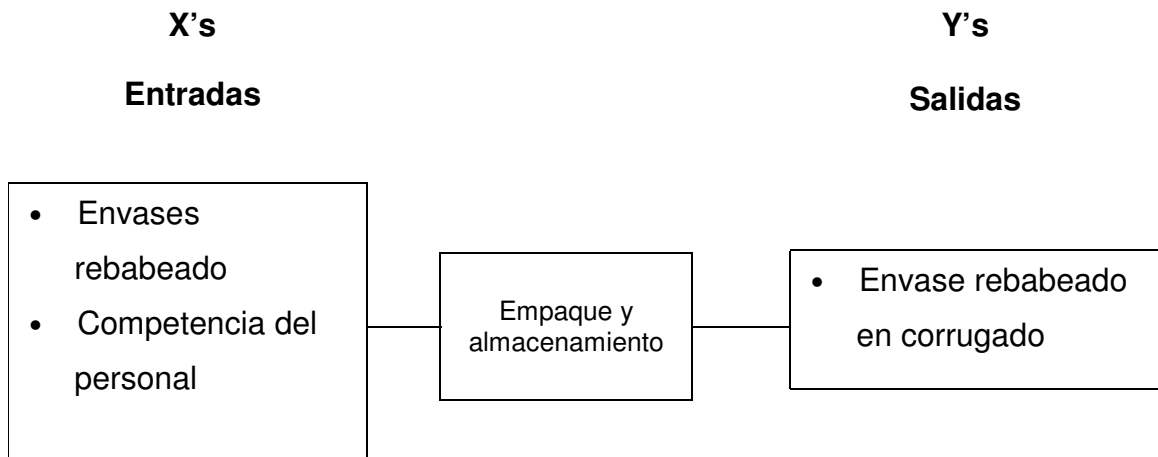 X’s
Entradas
Y’s
Salidas
• Envases
rebabeado
• Competencia del
personal
Empaque y
almacenamiento
• Envase rebabeado
en corrugado